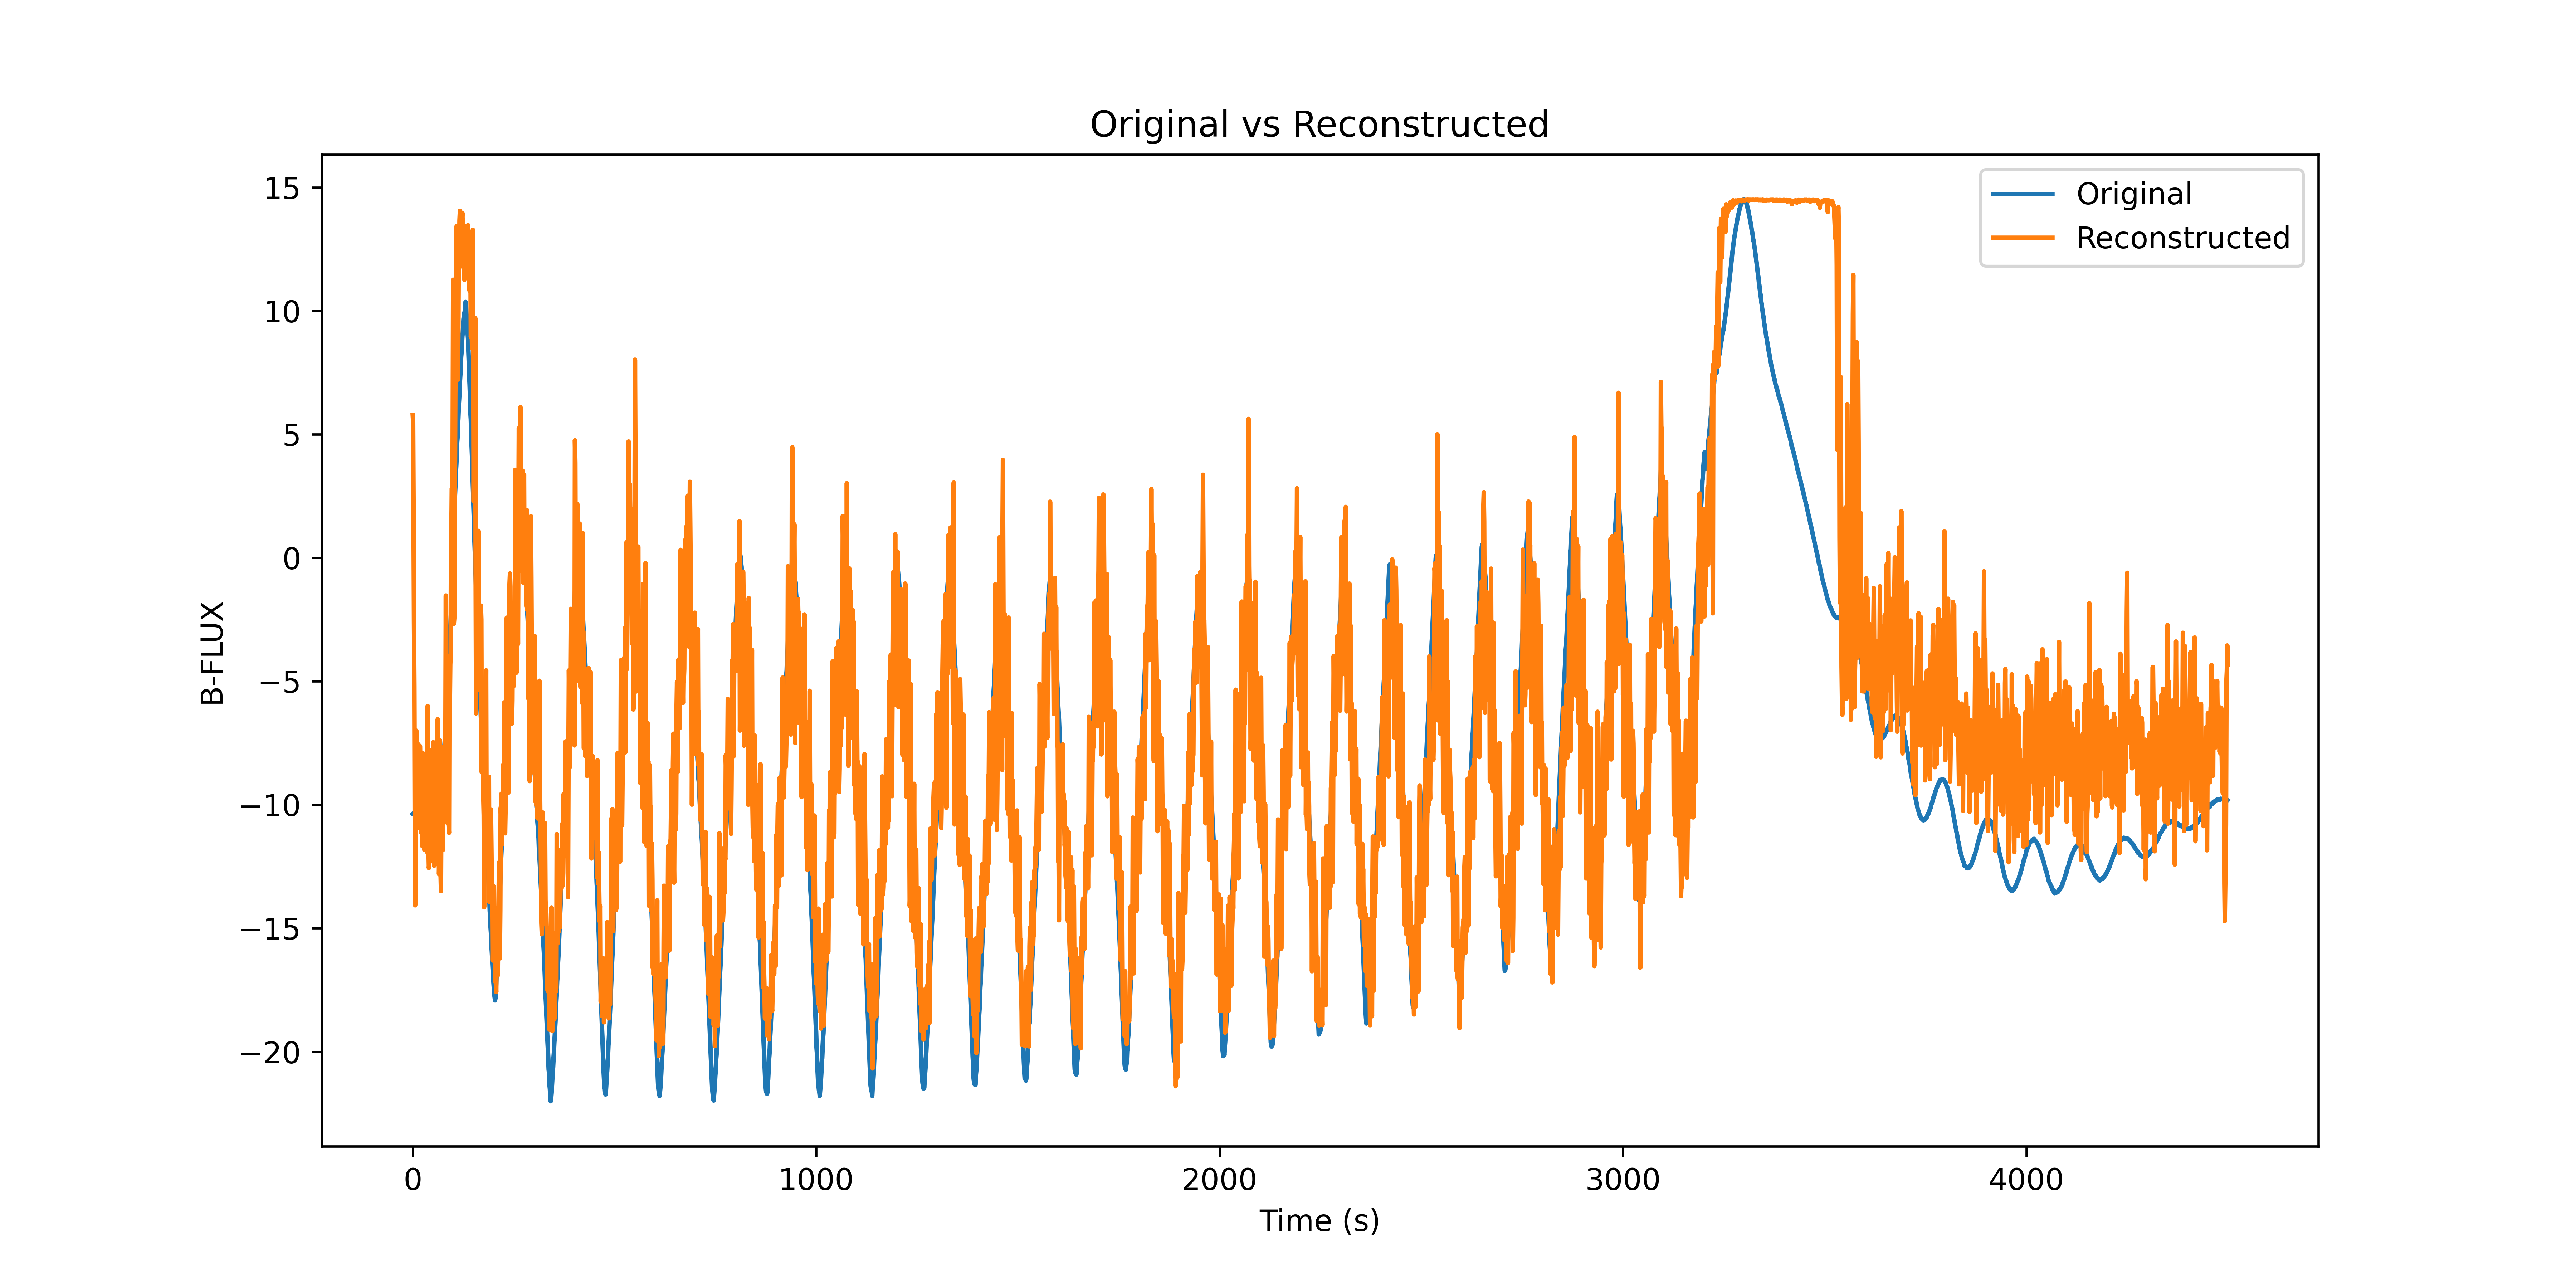 Original vs Reconstructed
Original
Reconstructed
B-FLUX
15
10
5
0
−5
−10
−15
−20
0
1000
2000
3000
4000
Time (s)